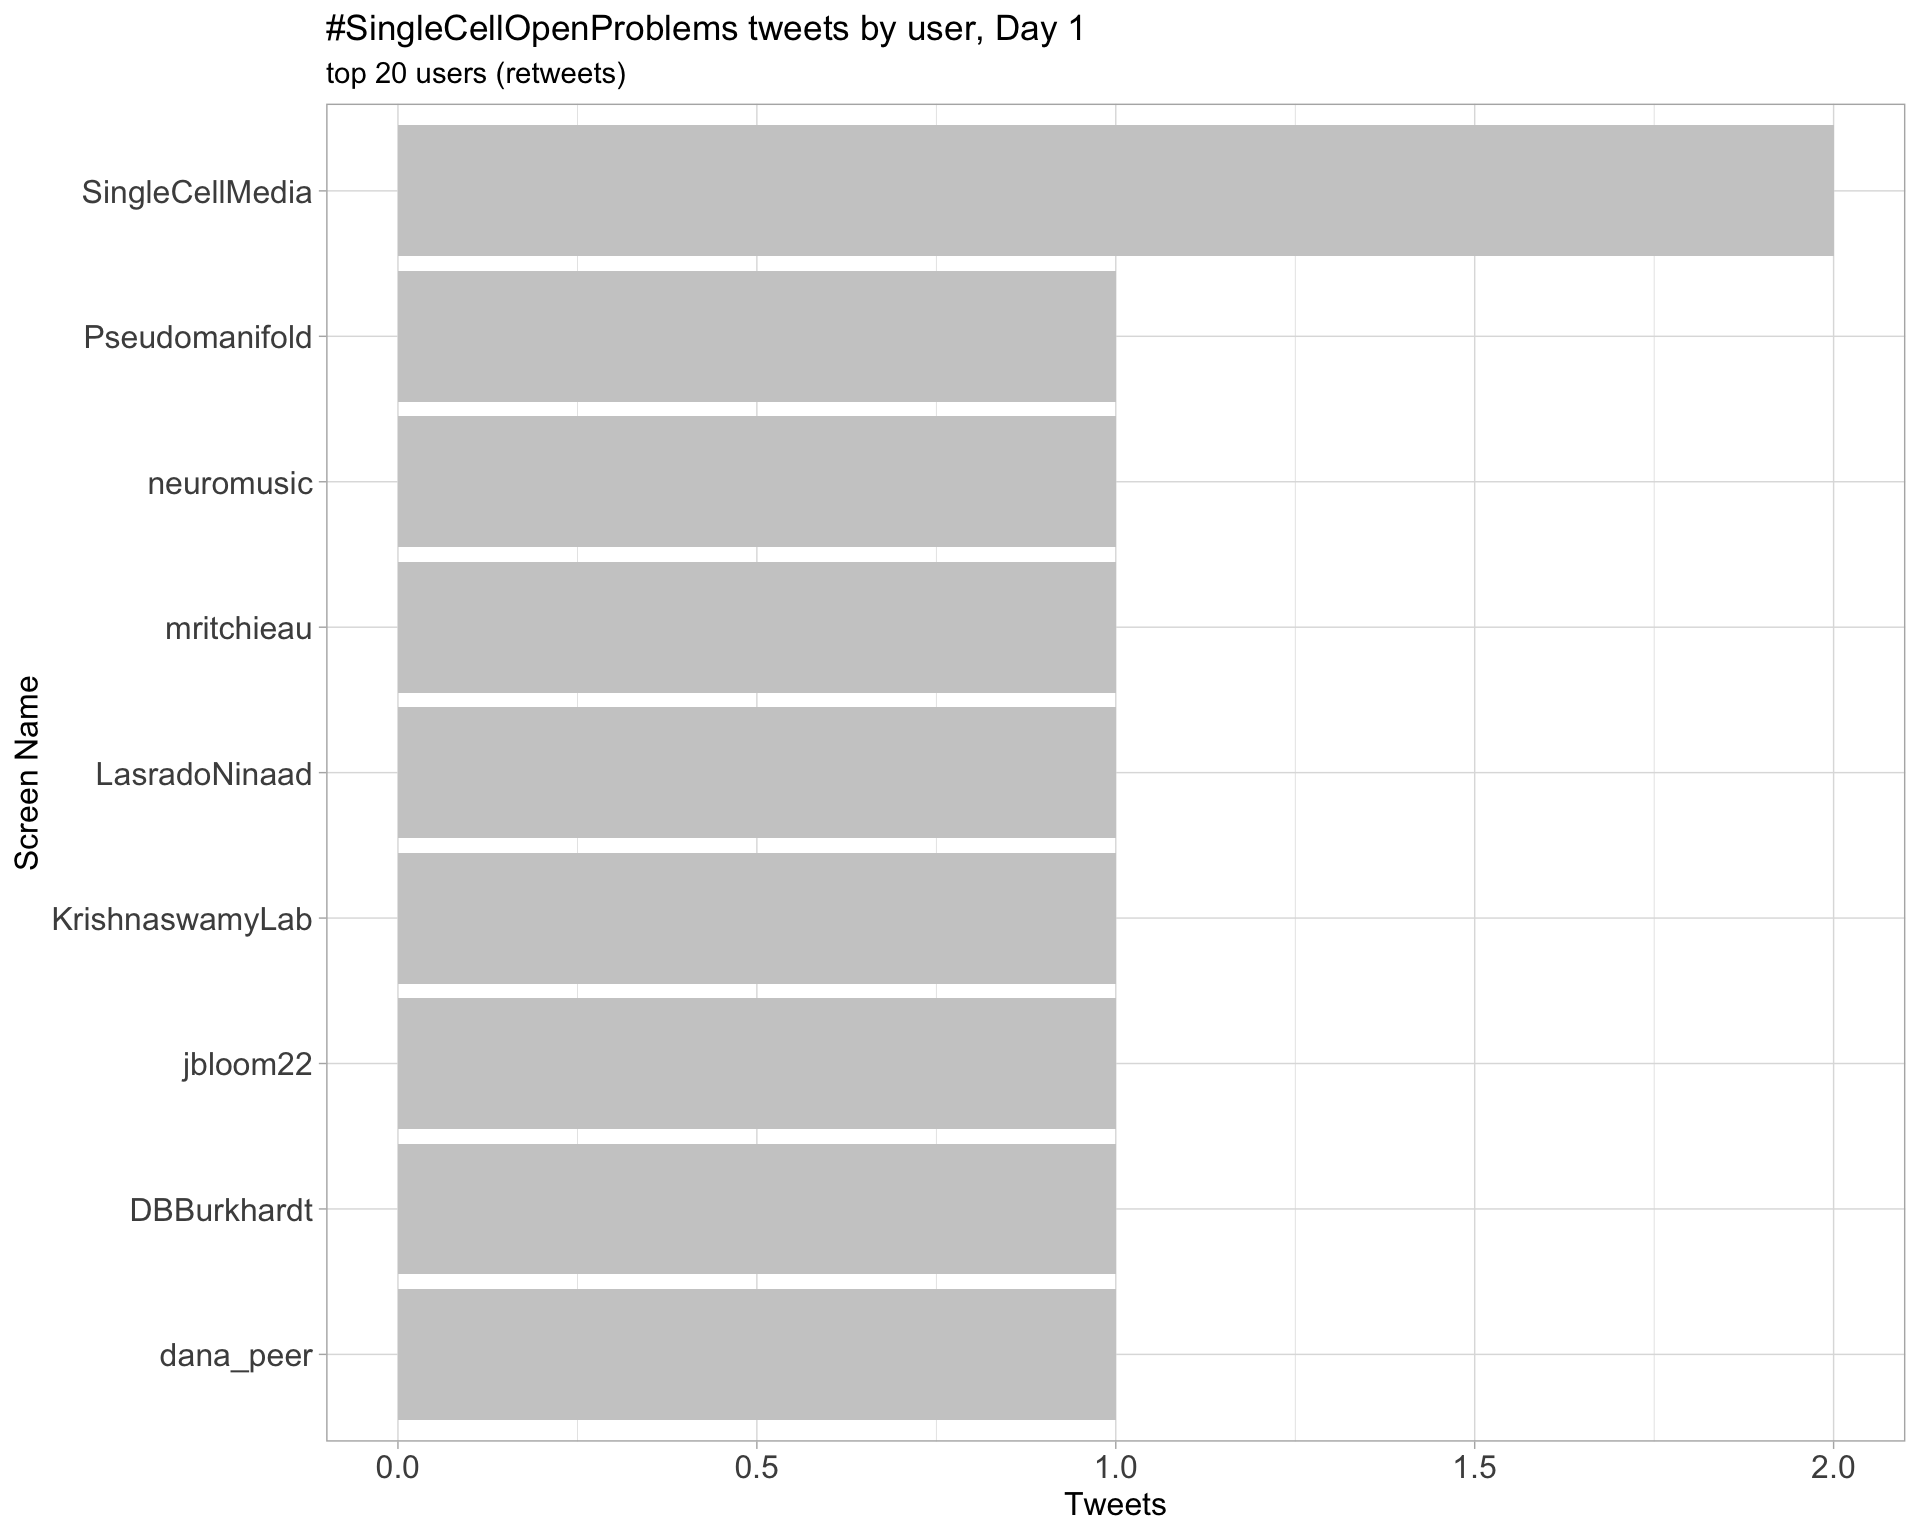 #SingleCellOpenProblems tweets by user, Day 1
top 20 users (retweets)
Screen Name
SingleCellMedia
Pseudomanifold
neuromusic
mritchieau
LasradoNinaad
KrishnaswamyLab
jbloom22
DBBurkhardt
dana_peer
0.0 0.5 1.0 1.5 2.0
Tweets